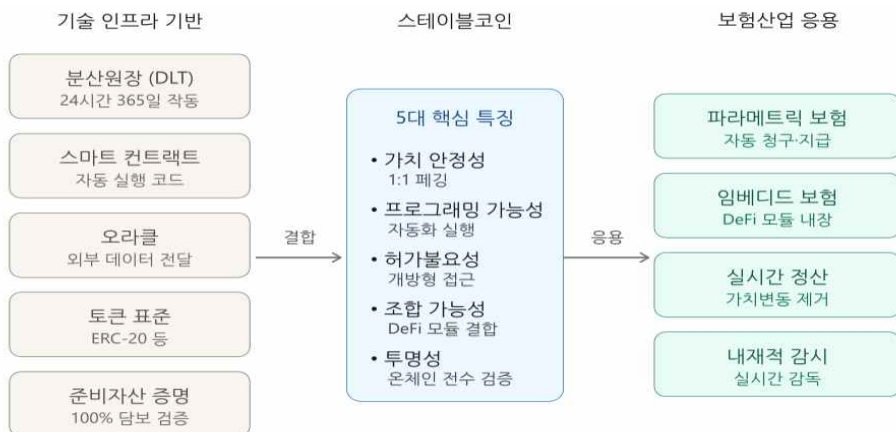 기술 인프라 기반
분산원장 (DLT)
24시간 365일 작동
스마트 컨트랙트
자동 실행 코드
오라클
외부 데이터 전달
토큰 표준
ERC-20 등
준비자산 증명
100% 담보 검증
결합
스테이블코인
5대 핵심 특징
• 가치 안정성
1:1 페깅
• 프로그래밍 가능성
자동화 실행
• 허가불요성
개방형 접근
• 조합 가능성
DeFi 모듈 결합
• 투명성
온체인 전수 검증
응용
보험산업 응용
파라메트릭 보험
자동 청구·지급
임베디드 보험
DeFi 모듈 내장
실시간 정산
가치변동 제거
내재적 감시
실시간 감독